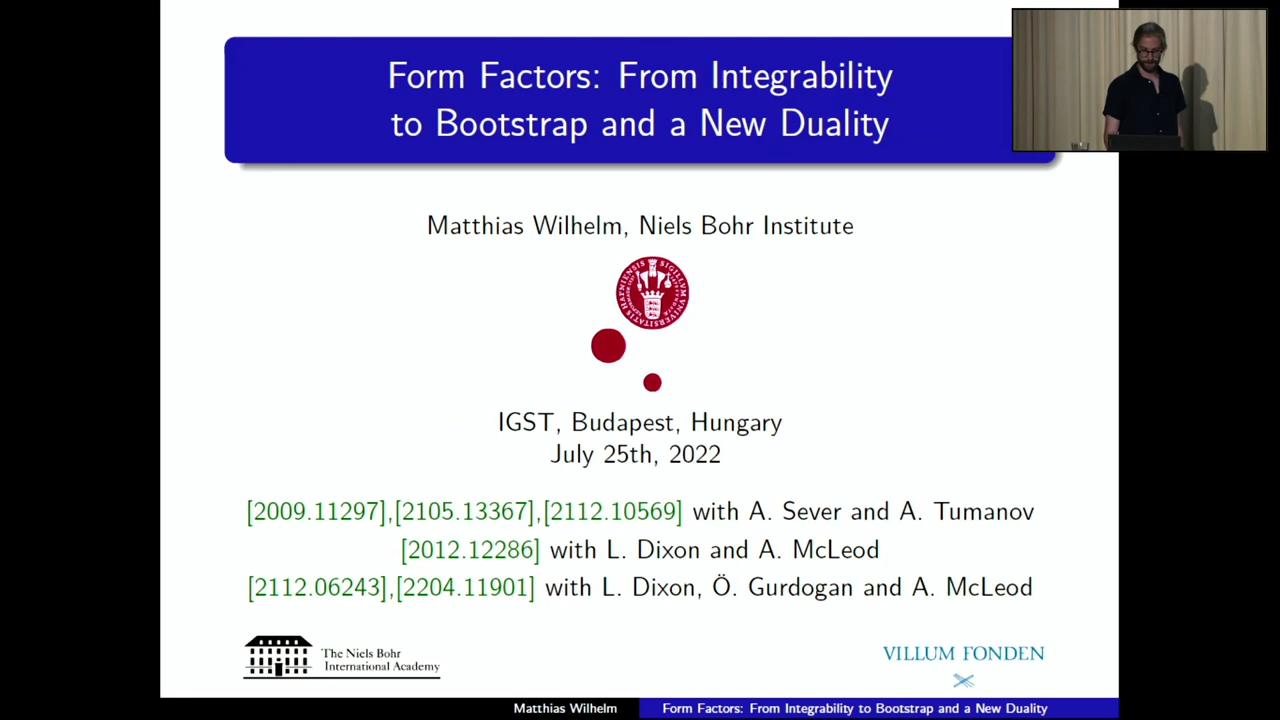 Form Factors: From Integrability
to Bootstrap and a New Duality
Matthias Wilhelm, Niels Bohr Institute
IGST, Budapest, Hungary
July 25th, 2022
[2009.11297],[2105.13367],[2112.10569] with A. Sever and A. Tumanov
[2012.12286] with L. Dixon and A. McLeod
[2112.06243],[2204.11901] with L. Dixon, Ö. Gurdogan and A. McLeod
The Niels Bohr
International Academy
VILLUM FONDEN
Matthias Wilhelm
Form Factors: From Integrability to Bootstrap and a New Duality